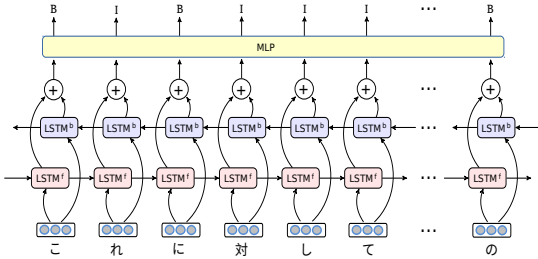 B I B I I I ... B
MLP
+ + + + + + ... +
LSTMᵇ LSTMᵇ LSTMᵇ LSTMᵇ LSTMᵇ LSTMᵇ ... LSTMᵇ
LSTMᶠ LSTMᶠ LSTMᶠ LSTMᶠ LSTMᶠ LSTMᶠ ... LSTMᶠ
こ れ に 対 し て ... の